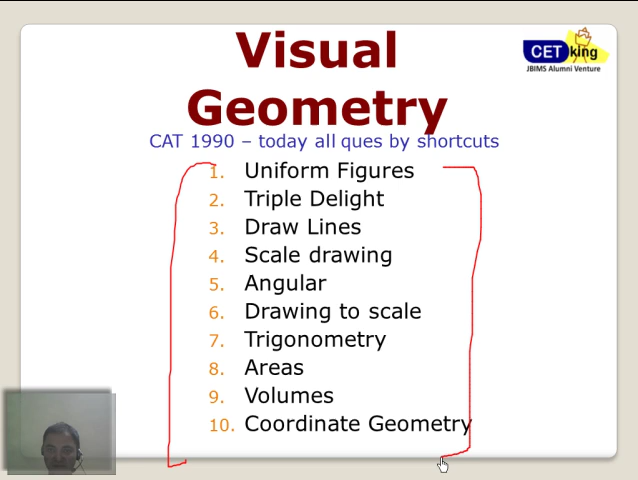 Visual
Geometry
CET king
JBIMS Alumni Venture
CAT 1990 – today all ques by shortcuts
1. Uniform Figures
2. Triple Delight
3. Draw Lines
4. Scale drawing
5. Angular
6. Drawing to scale
7. Trigonometry
8. Areas
9. Volumes
10. Coordinate Geometry